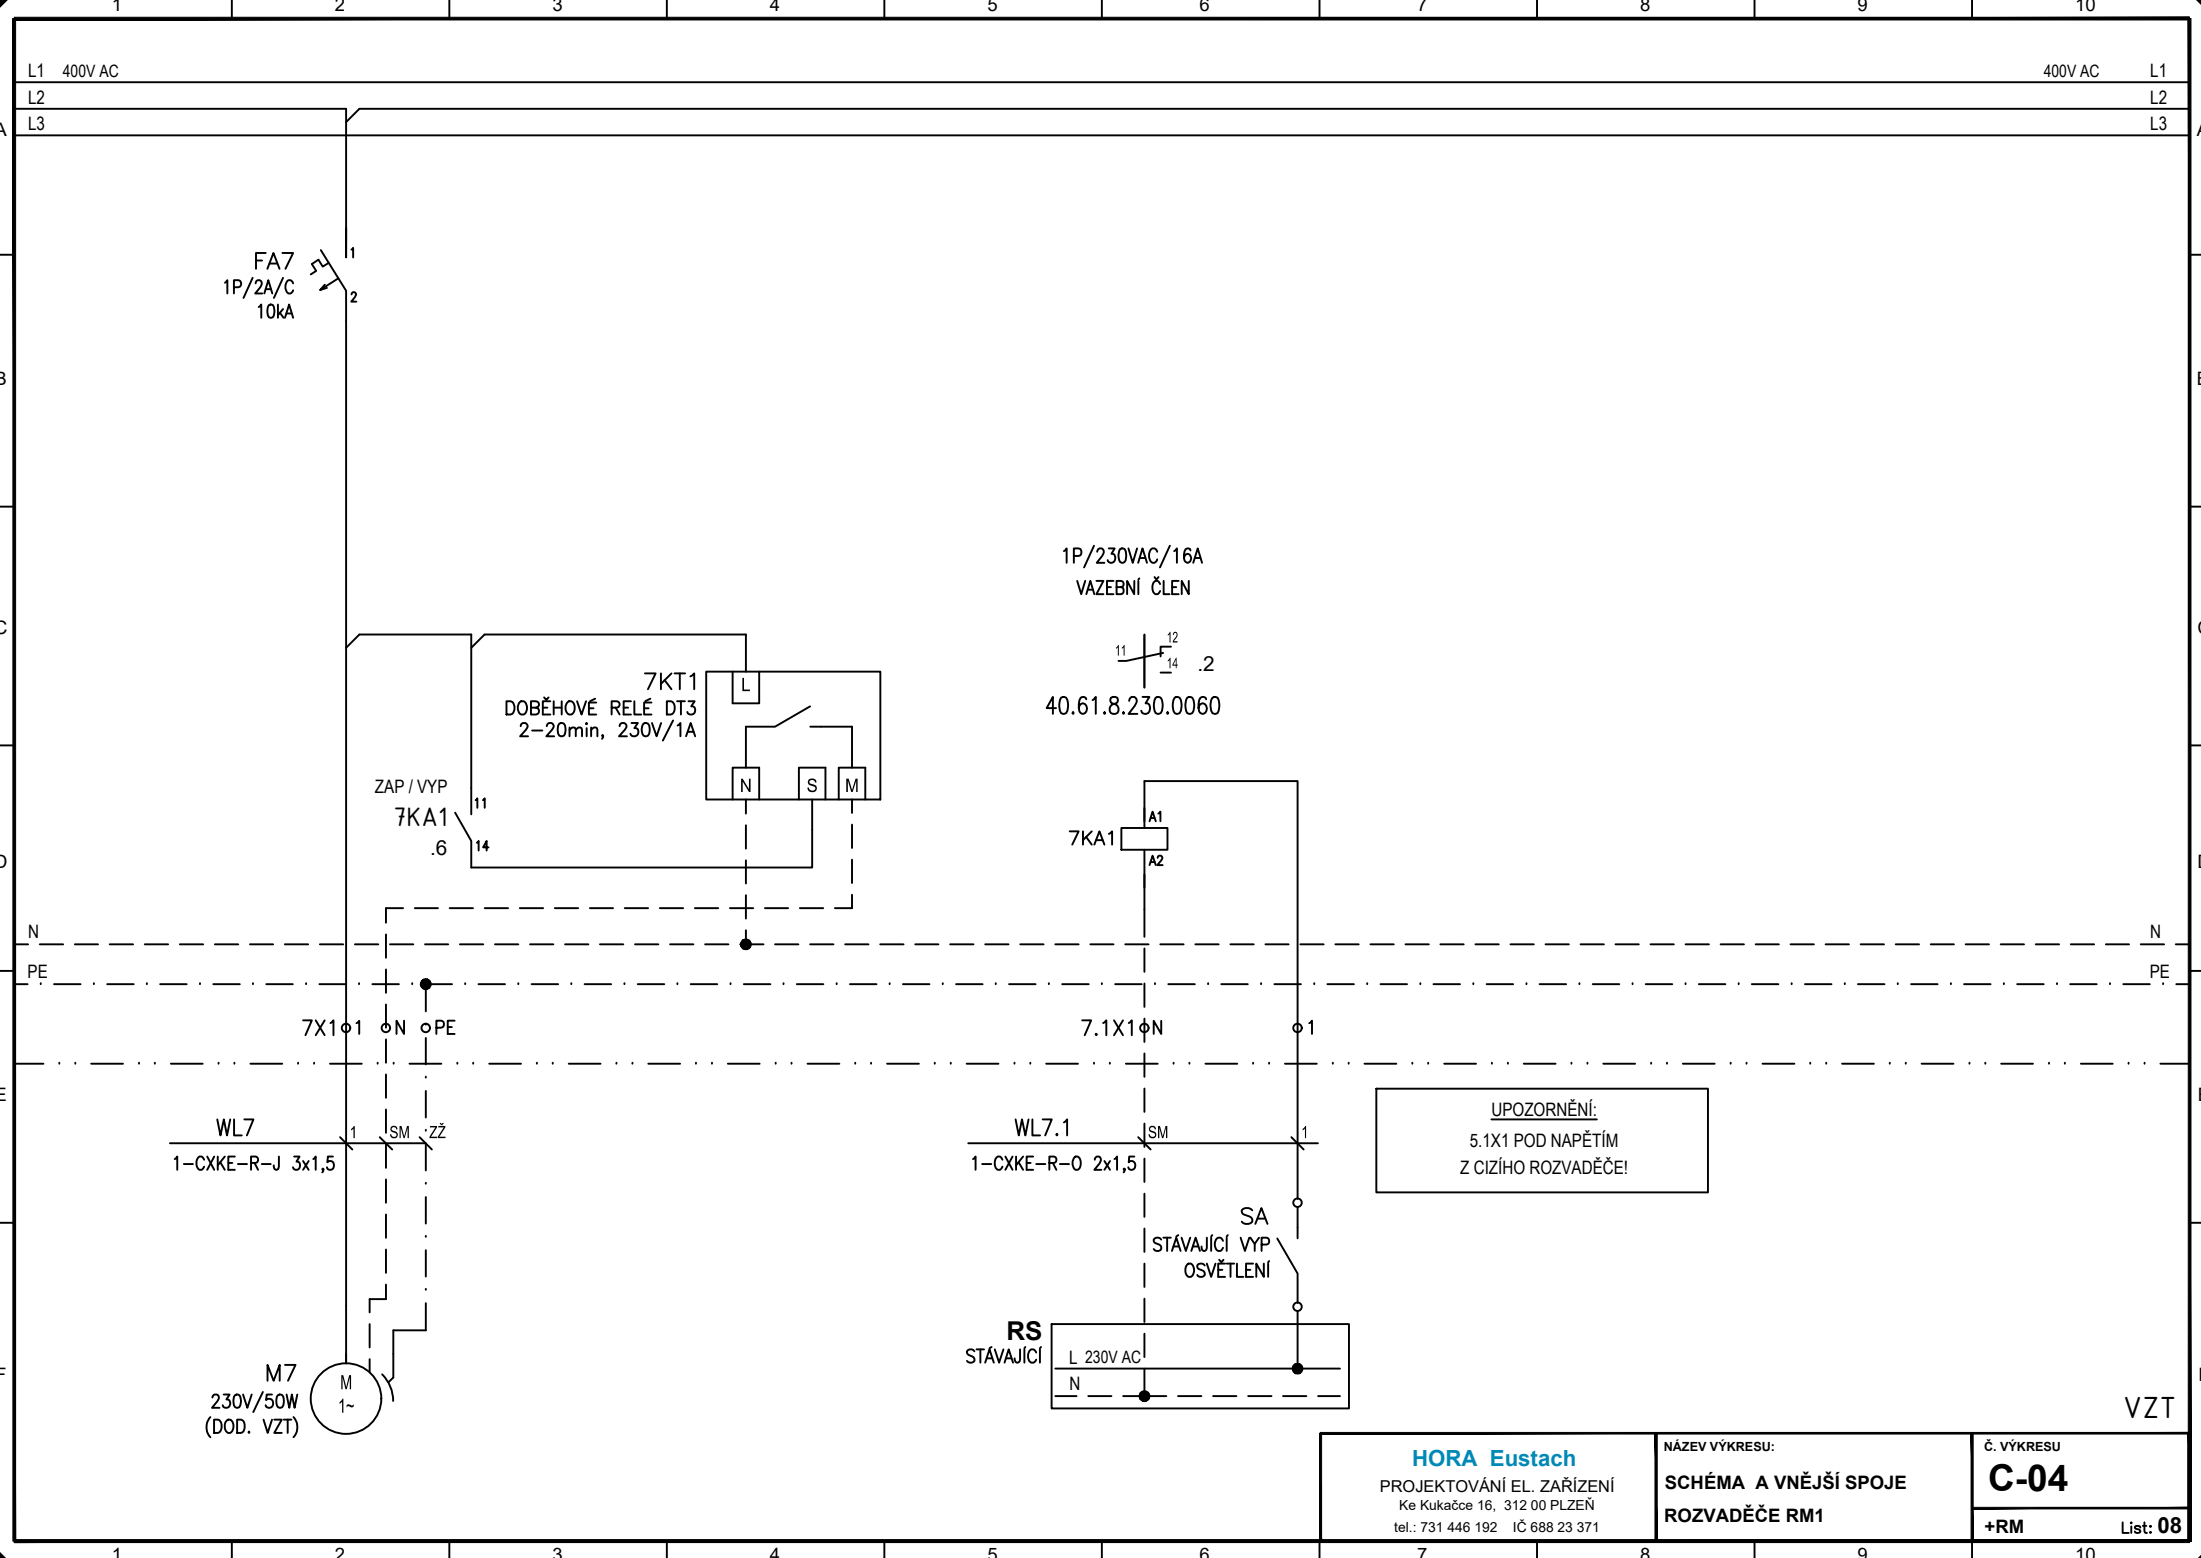 1 2 3 4 5 6 7 8 9 10
L1 400V AC 400V AC L1
L2 L2
A L3 L3 A
FA7
1P/2A/C
10kA
1
2
B
1P/230VAC/16A
VAZEBNÍ ČLEN
C
11 12
14 .2
40.61.8.230.0060
7KT1
DOBĚHOVÉ RELÉ DT3
2-20min, 230V/1A
L
N S M
ZAP / VYP
7KA1
.6
11
14
7KA1
A1
A2
D
N N
PE PE
7X1 1 N PE
7.1X1 N 1
E
WL7
1 SM ZŽ
1-CXKE-R-J 3x1,5
WL7.1
SM 1
1-CXKE-R-O 2x1,5
UPOZORNĚNÍ:
5.1X1 POD NAPĚTÍM
Z CIZÍHO ROZVADĚČE!
SA
STÁVAJÍCÍ VYP
OSVĚTLENÍ
RS
STÁVAJÍCÍ
L 230V AC
N
M7
230V/50W
(DOD. VZT)
M
1~
VZT
HORA Eustach
PROJEKTOVÁNÍ EL. ZAŘÍZENÍ
Ke Kukačce 16, 312 00 PLZEŇ
tel.: 731 446 192 IČ 688 23 371
NÁZEV VÝKRESU:
SCHÉMA A VNĚJŠÍ SPOJE
ROZVADĚČE RM1
Č. VÝKRESU
C-04
+RM List: 08
1 2 3 4 5 6 7 8 9 10